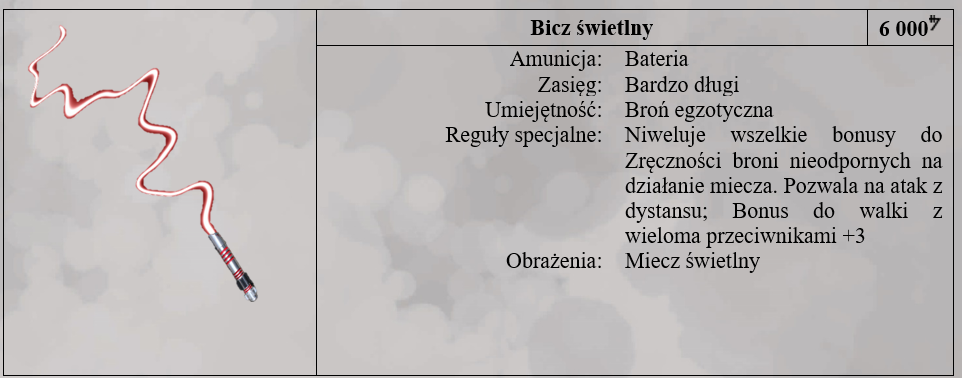 Bicz świetlny 6 000
Amunicja: Bateria
Zasięg: Bardzo długi
Umiejętność: Broń egzotyczna
Reguły specjalne: Niweluje wszelkie bonusy do
Zręczności broni nieodpornych na
działanie miecza. Pozwala na atak z
dystansu; Bonus do walki z
wieloma przeciwnikami +3
Obrażenia: Miecz świetlny